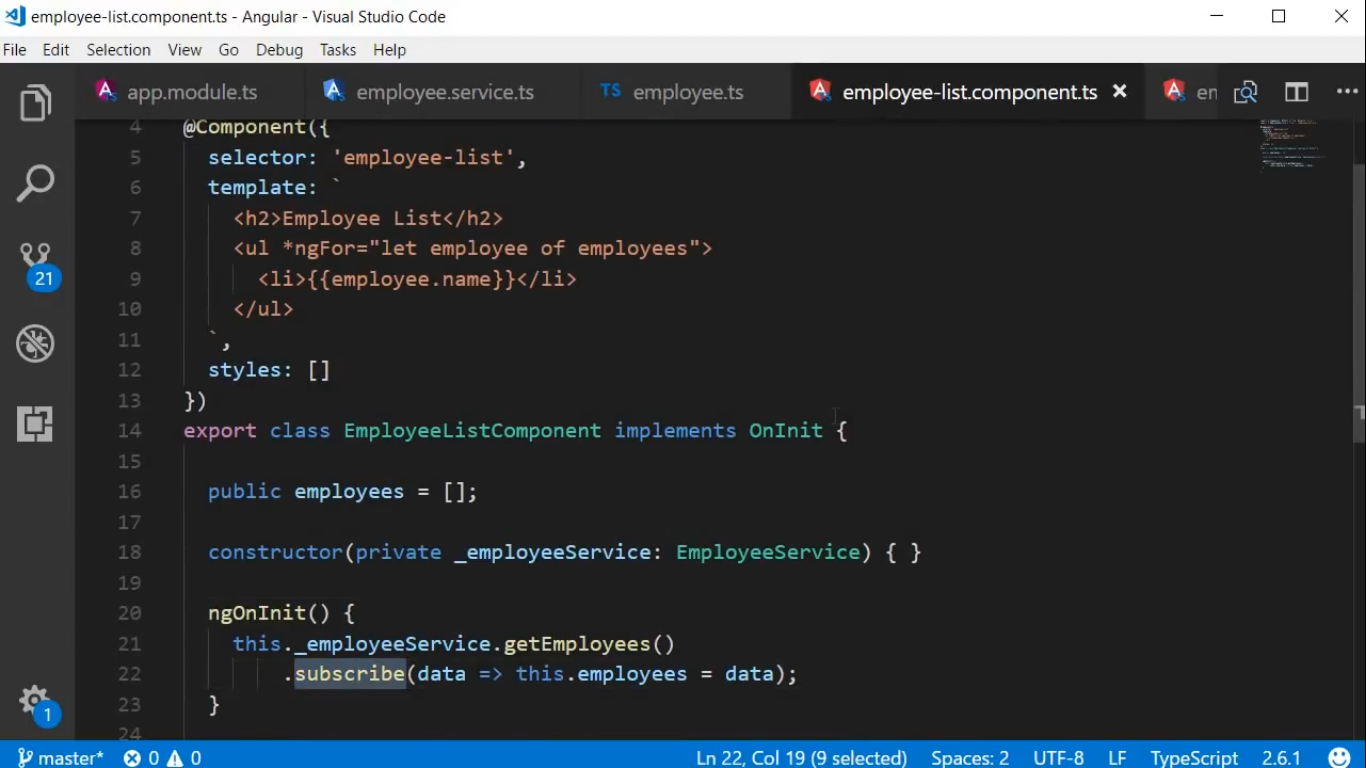 employee-list.component.ts - Angular - Visual Studio Code
File Edit Selection View Go Debug Tasks Help
app.module.ts employee.service.ts TS employee.ts employee-list.component.ts en
4 @Component({
5 selector: 'employee-list',
6 template: `
7 <h2>Employee List</h2>
8 <ul *ngFor="let employee of employees">
9 <li>{{employee.name}}</li>
10 </ul>
11 `,
12 styles: []
13 })
14 export class EmployeeListComponent implements OnInit {
15
16 public employees = [];
17
18 constructor(private _employeeService: EmployeeService) { }
19
20 ngOnInit() {
21 this._employeeService.getEmployees()
22 .subscribe(data => this.employees = data);
23 }
24
21
1
master* 0 0 Ln 22, Col 19 (9 selected) Spaces: 2 UTF-8 LF TypeScript 2.6.1